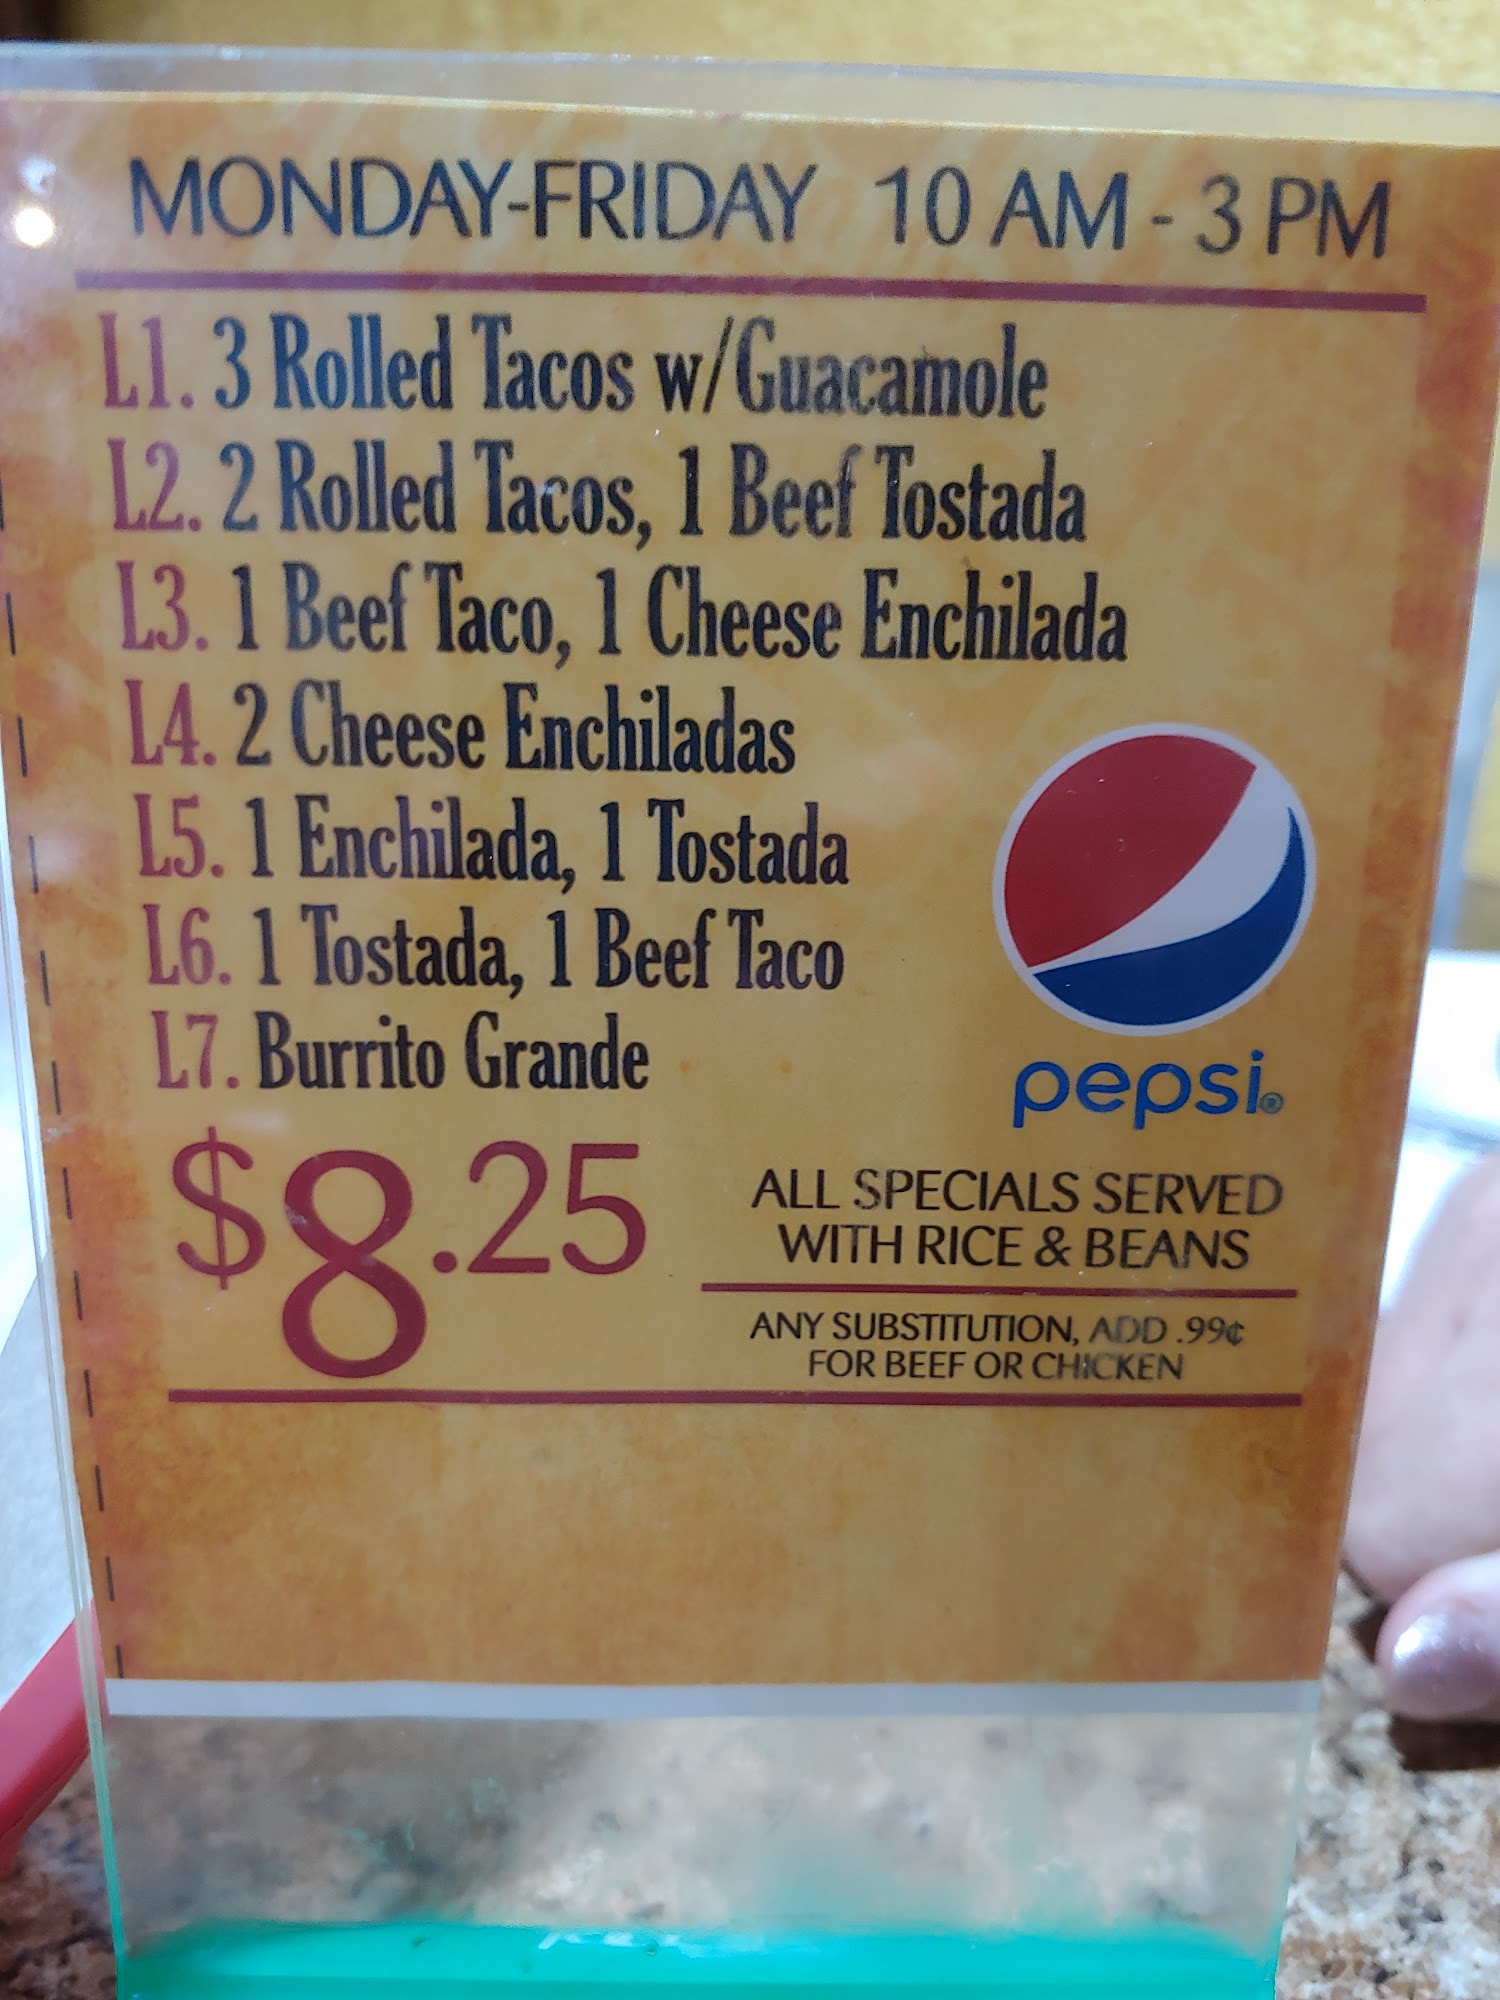 MONDAY-FRIDAY 10 AM - 3 PM
L1. 3 Rolled Tacos w/Guacamole
L2. 2 Rolled Tacos, 1 Beef Tostada
L3. 1 Beef Taco, 1 Cheese Enchilada
L4. 2 Cheese Enchiladas
L5. 1 Enchilada, 1 Tostada
L6. 1 Tostada, 1 Beef Taco
L7. Burrito Grande
pepsi®
$8.25
ALL SPECIALS SERVED
WITH RICE & BEANS
ANY SUBSTITUTION, ADD .99¢
FOR BEEF OR CHICKEN